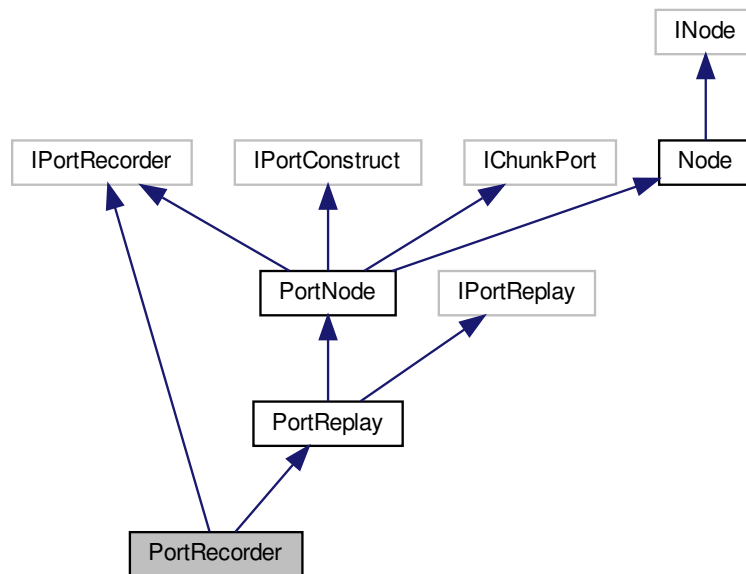 INode
IPortRecorder
IPortConstruct
IChunkPort
Node
PortNode
IPortReplay
PortReplay
PortRecorder